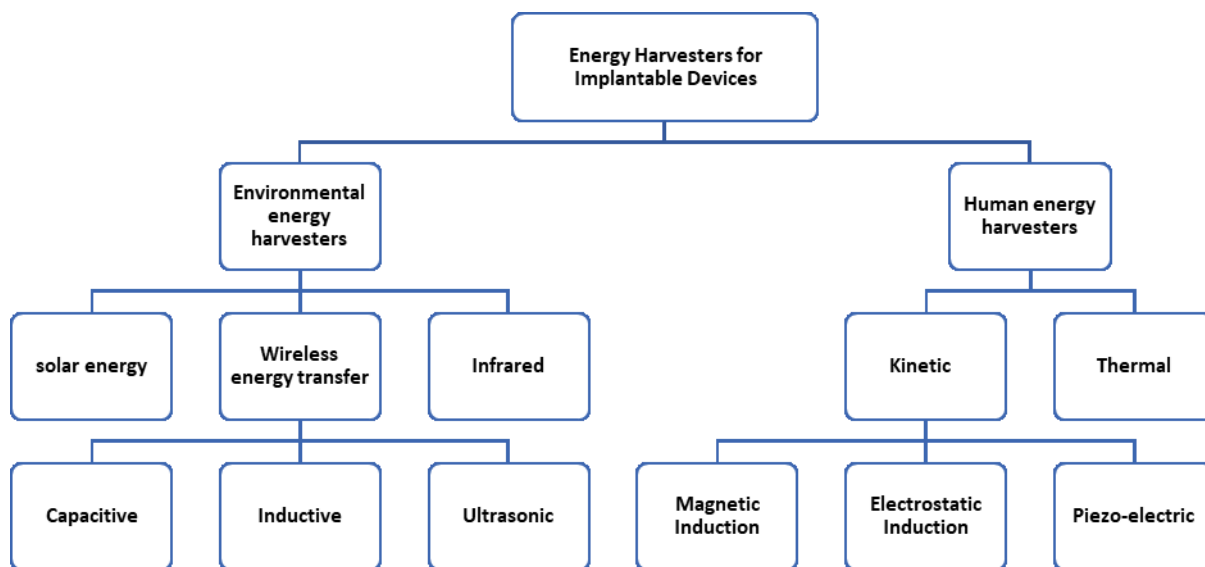 Energy Harvesters for
Implantable Devices
Environmental
energy
harvesters
Human energy
harvesters
solar energy
Wireless
energy transfer
Infrared
Kinetic
Thermal
Capacitive
Inductive
Ultrasonic
Magnetic
Induction
Electrostatic
Induction
Piezo-electric